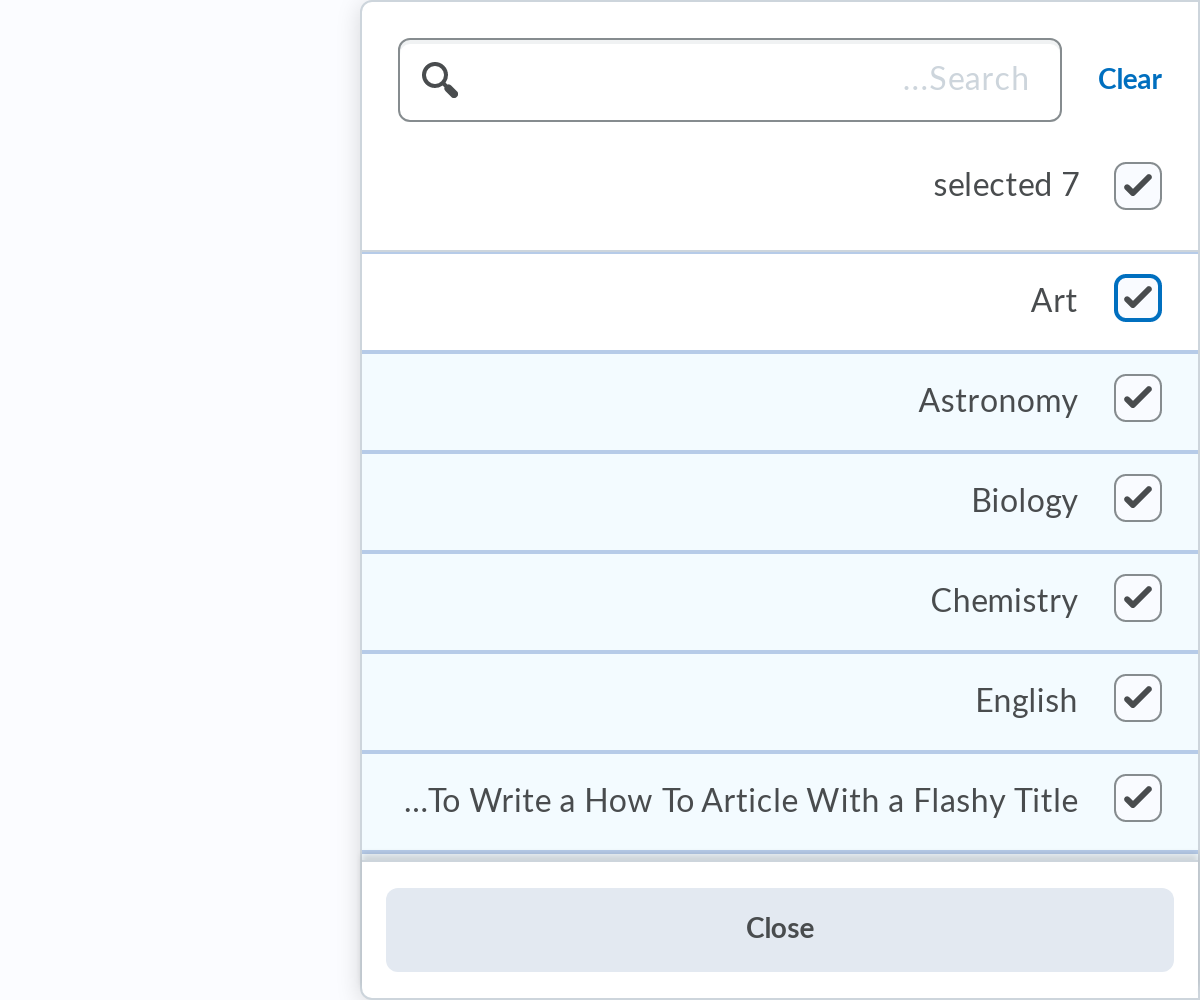 ...Search
Clear
selected 7
Art
Astronomy
Biology
Chemistry
English
...To Write a How To Article With a Flashy Title
Close